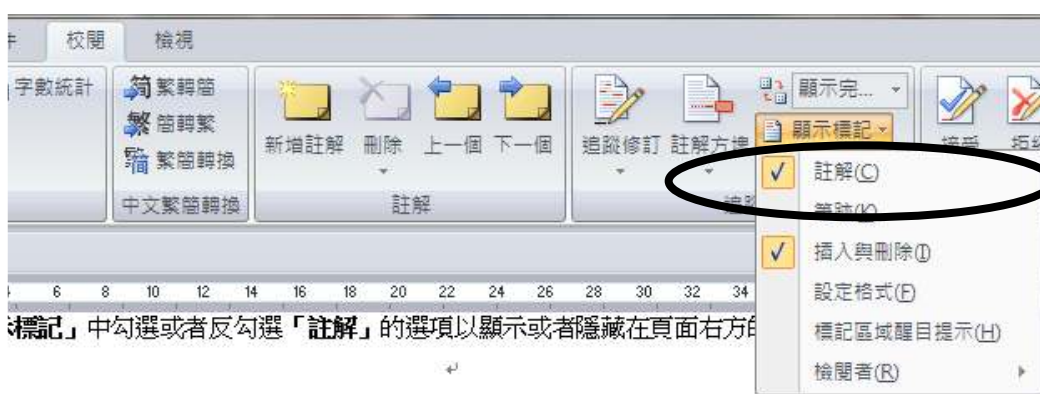 校閱 檢視
字數統計
简 繁轉簡
繁 簡轉繁
繁簡轉換
中文繁簡轉換
新增註解 刪除 上一個 下一個
註解
追蹤修訂 註解方塊
顯示完...
顯示標記
接受
註解(C)
筆跡(K)
插入與刪除(I)
設定格式(F)
標記區域醒目提示(H)
檢閱者(R)
6 8 10 12 14 16 18 20 22 24 26 28 30 32 34
標記」中勾選或者反勾選「註解」的選項以顯示或者隱藏在頁面右方